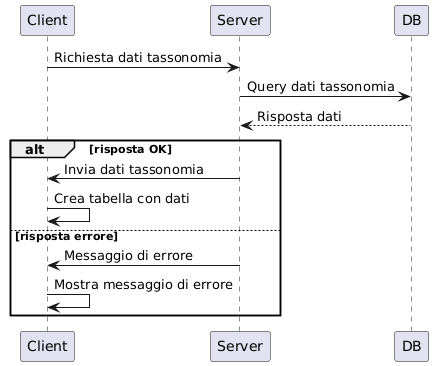 Client Server DB
Richiesta dati tassonomia
Query dati tassonomia
Risposta dati
alt [risposta OK]
Invia dati tassonomia
Crea tabella con dati
[risposta errore]
Messaggio di errore
Mostra messaggio di errore
Client Server DB